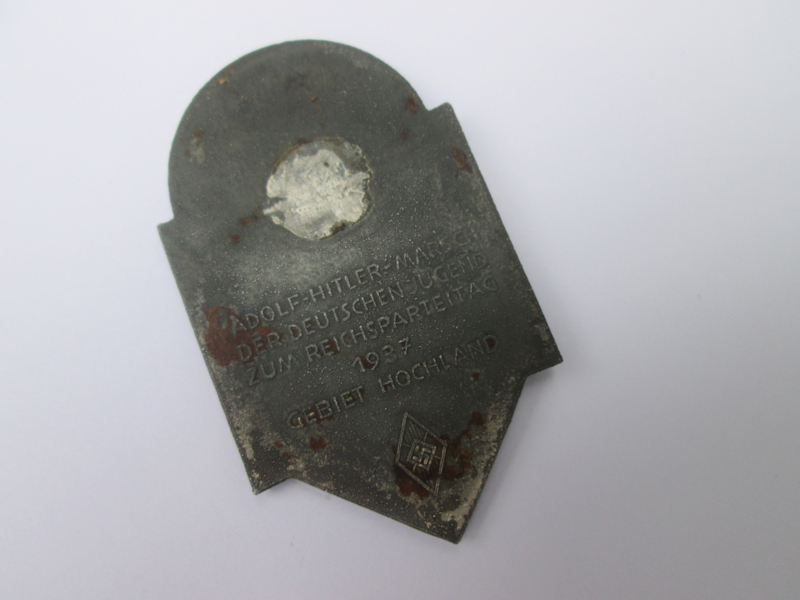 ADOLF-HITLER-MARSCH
DER DEUTSCHEN JUGEND
ZUM REICHSPARTEITAG
1937
GEBIET HOCHLAND